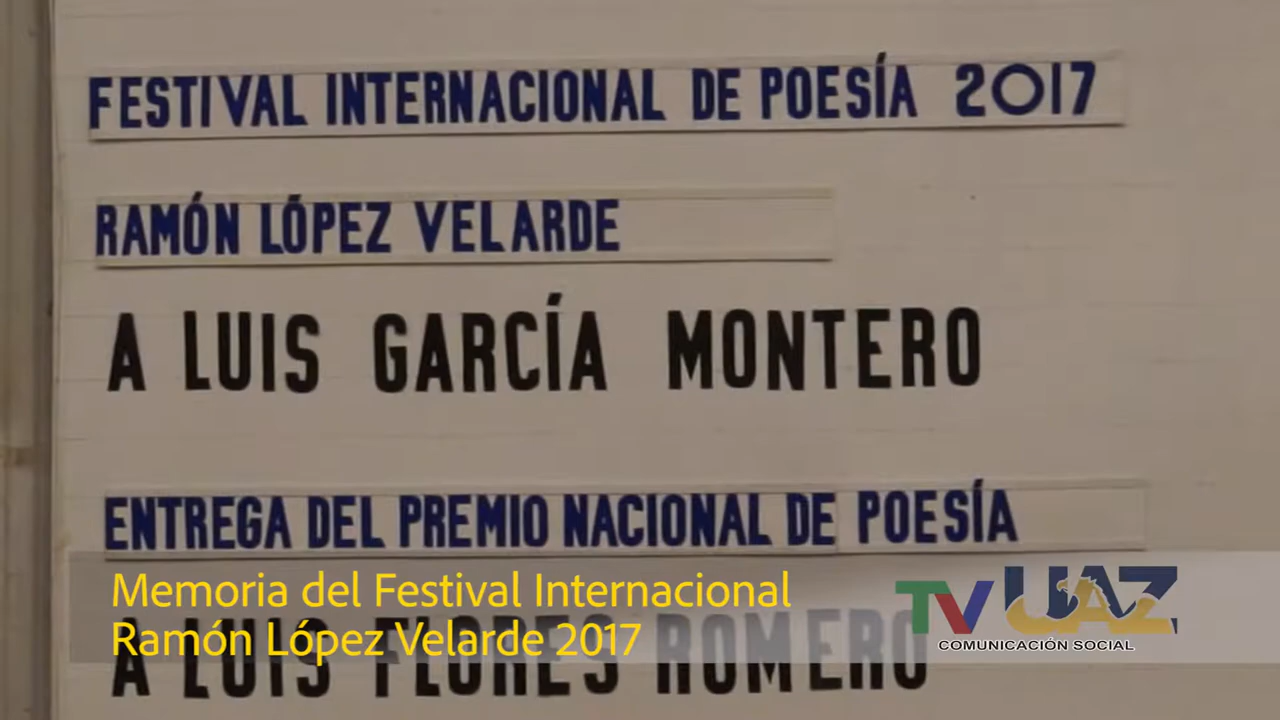 FESTIVAL INTERNACIONAL DE POESÍA 2017
RAMÓN LÓPEZ VELARDE
A LUIS GARCÍA MONTERO
ENTREGA DEL PREMIO NACIONAL DE POESÍA
A LUIS FLORES ROMERO
Memoria del Festival Internacional
Ramón López Velarde 2017
TV UAZ
COMUNICACIÓN SOCIAL